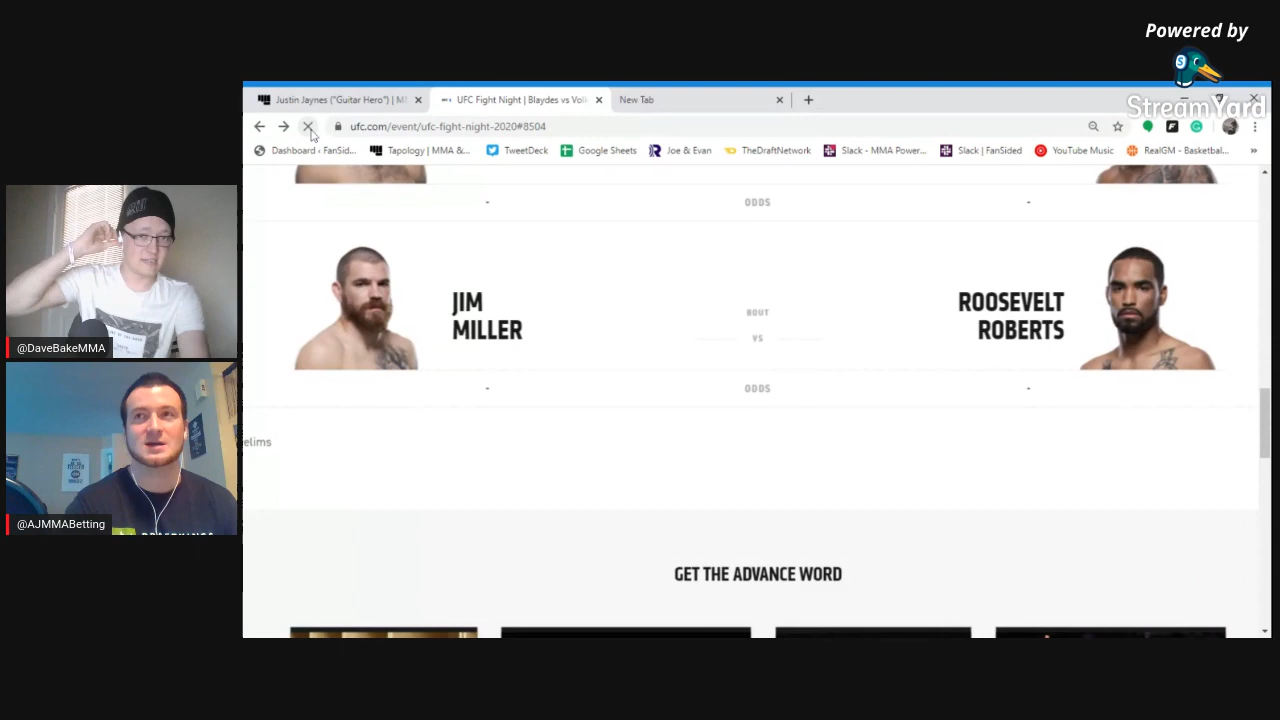 Powered by
StreamYard
Justin Jaynes ("Guitar Hero") | M
UFC Fight Night | Blaydes vs Vol
New Tab
ufc.com/event/ufc-fight-night-2020#8504
Dashboard ‹ FanSid...
Tapology | MMA &...
TweetDeck
Google Sheets
Joe & Evan
TheDraftNetwork
Slack - MMA Power...
Slack | FanSided
YouTube Music
RealGM - Basketbal...
»
- ODDS -
JIM
MILLER
BOUT
VS
ROOSEVELT
ROBERTS
- ODDS -
elims
GET THE ADVANCE WORD
@DaveBakeMMA
@AJMMABetting